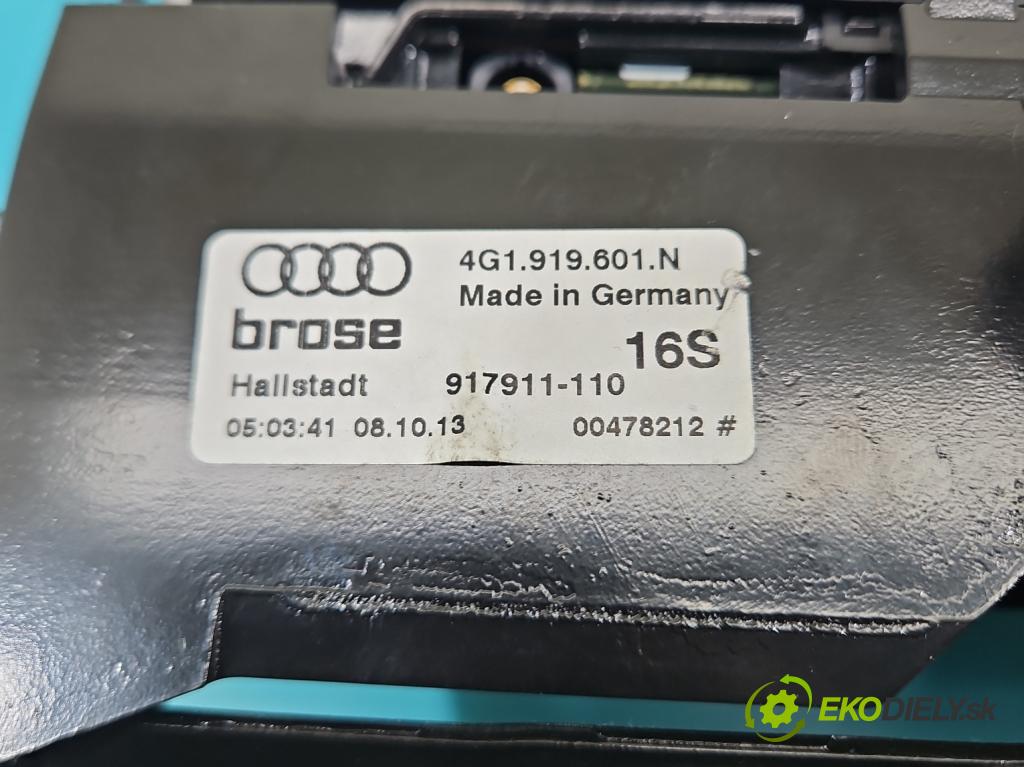 4G1.919.601.N
Made in Germany
brose
16S
Hallstadt 917911-110
05:03:41 08.10.13 00478212 #
EKODIELY.sk